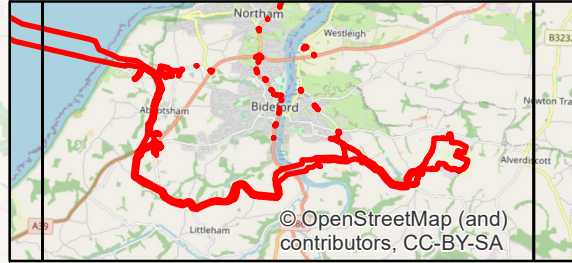 Northam
Westleigh
B3232
Abbotsham
Bideford
Newton Tra
Alverdiscott
A39
Littleham
© OpenStreetMap (and)
contributors, CC-BY-SA